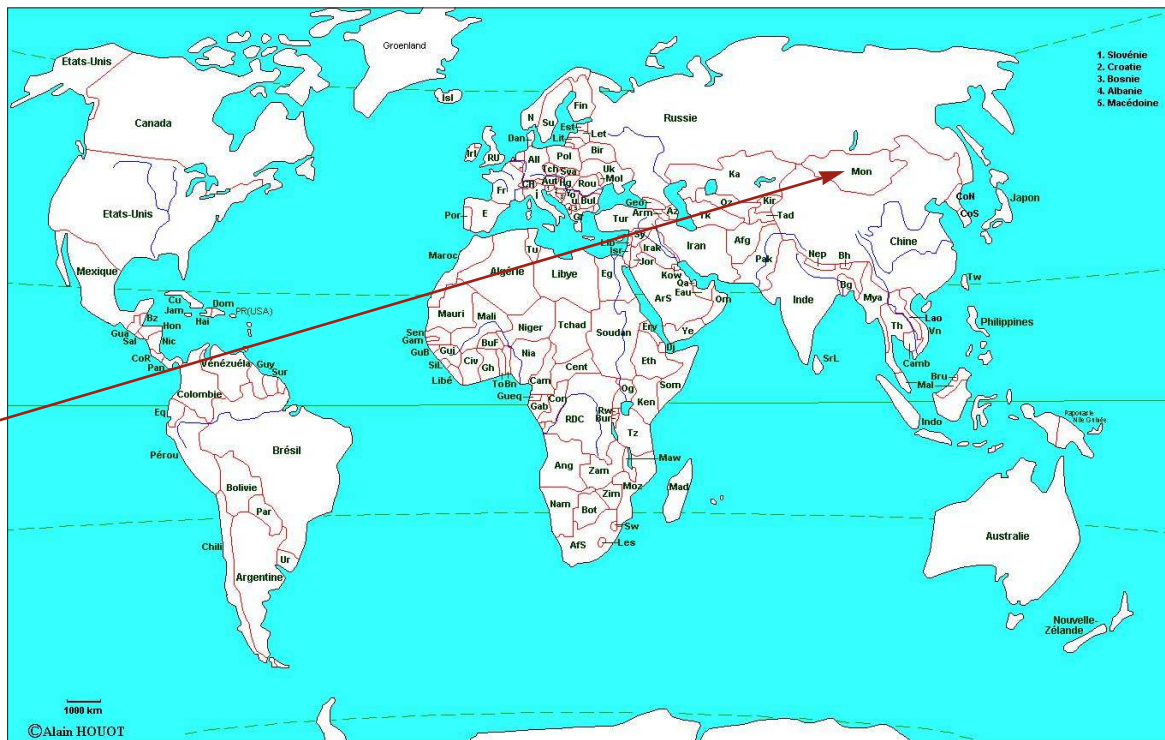 Groenland
Etats-Unis
Canada
Etats-Unis
Mexique
Cu
Jam
Hai
Dom
PR(USA)
Bz
Hon
Gua
Sal
Nic
CoR
Pan
Vénézuéla
Guy
Sur
Colombie
Eq
Pérou
Brésil
Bolivie
Par
Chili
Ur
Argentine
Isl
N
Su
Fin
Russie
1. Slovénie
2. Croatie
3. Bosnie
4. Albanie
5. Macédoine
Dan
Est
Lit
Let
Irl
RU
All
Pol
Bir
Tch
Sva
Uk
Mol
Fr
CH
Aut
Hg
Rou
I
Bul
Por
E
Gr
Tur
Geo
Arm
Az
Ka
Oz
Kir
Tk
Tad
Mon
CoN
CoS
Japon
Chine
Lib
Isr
Sy
Irak
Jor
Iran
Afg
Pak
Nep
Bh
Bg
Mya
Inde
Kow
Qa
Eau
ArS
Om
Ye
Tw
Lao
Vn
Th
Camb
Philippines
SrL
Bru
Mal
Indo
Maroc
Tu
Algérie
Libye
Eg
Mauri
Mali
Niger
Tchad
Soudan
Ery
Dj
Sen
Gam
GuB
Gui
SiL
Libé
Civ
BuF
Gh
To
Bn
Nia
Cam
Cent
Eth
Som
Gueq
Gab
Con
RDC
Og
Ken
Rw
Bur
Tz
Ang
Zam
Maw
Moz
Nam
Zim
Bot
Mad
Sw
AfS
Les
Australie
Nouvelle-
Zélande
1000 km
©Alain HOUOT